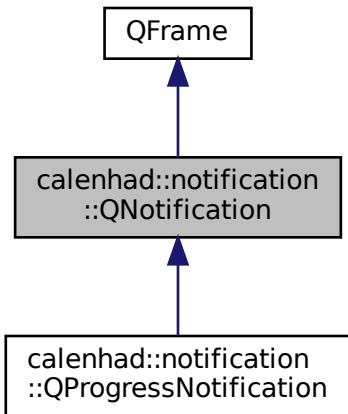 QFrame
calenhad::notification
::QNotification
calenhad::notification
::QProgressNotification